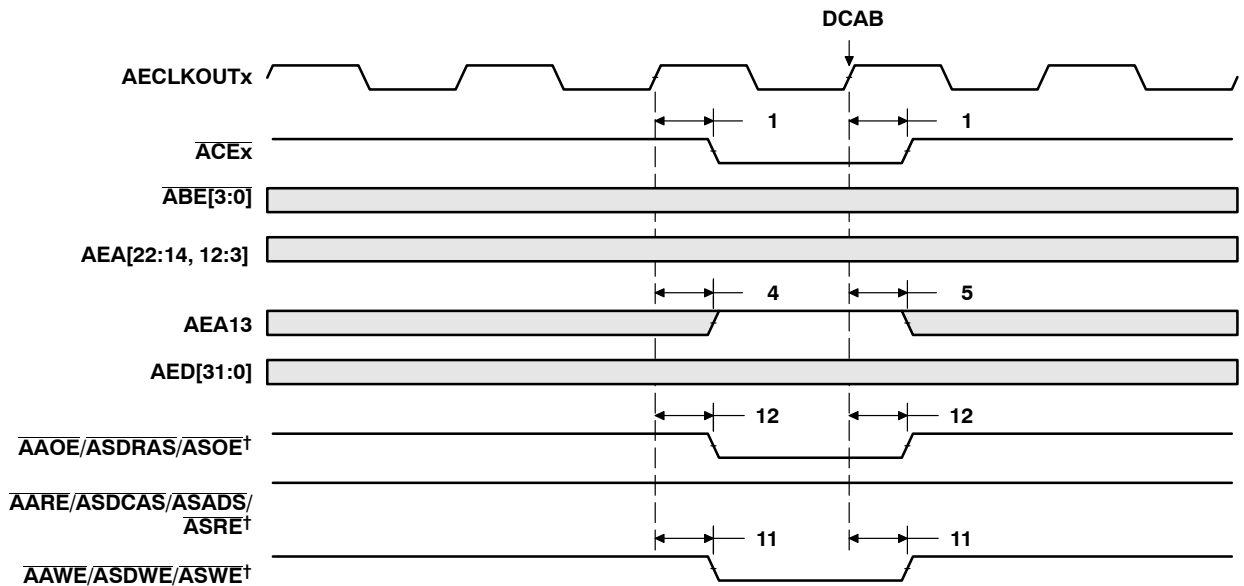 DCAB
AECLKOUTx
1 1
ACEx
ABE[3:0]
AEA[22:14, 12:3]
4 5
AEA13
AED[31:0]
12 12
AAOE/ASDRAS/ASOE†
AARE/ASDCAS/ASADS/
ASRE†
11 11
AAWE/ASDWE/ASWE†